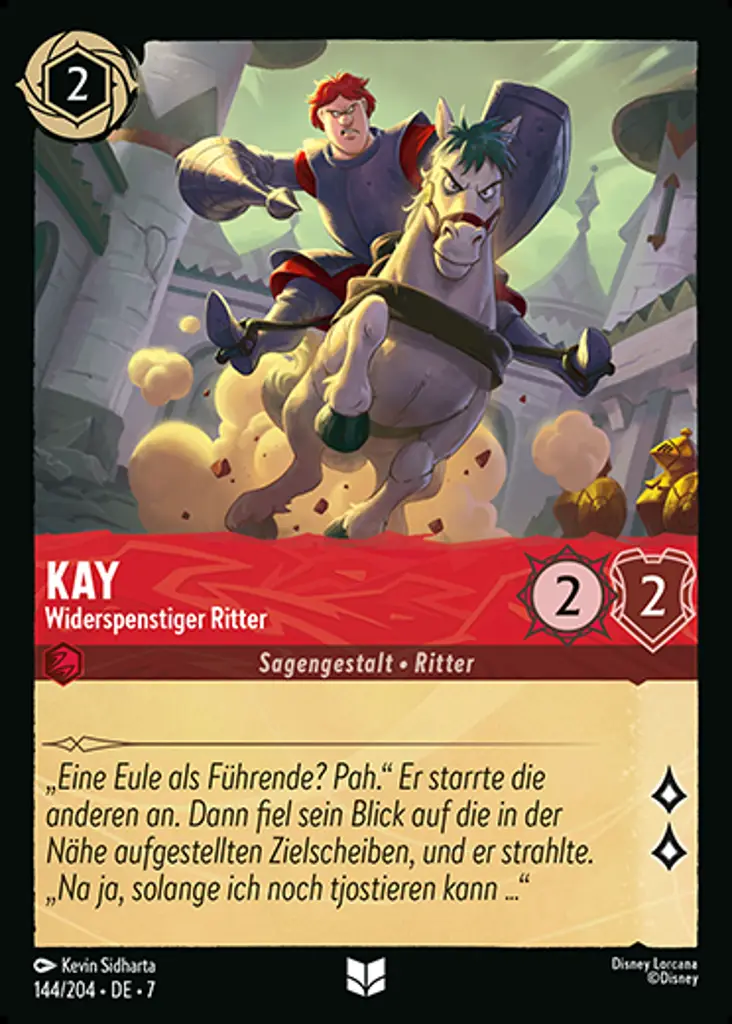 2
KAY
Widerspenstiger Ritter
2
2
Sagengestalt • Ritter
„Eine Eule als Führende? Pah.“ Er starrte die
anderen an. Dann fiel sein Blick auf die in der
Nähe aufgestellten Zielscheiben, und er strahlte.
„Na ja, solange ich noch tjostieren kann ...“
Kevin Sidharta
144/204 • DE • 7
Disney Lorcana
©Disney